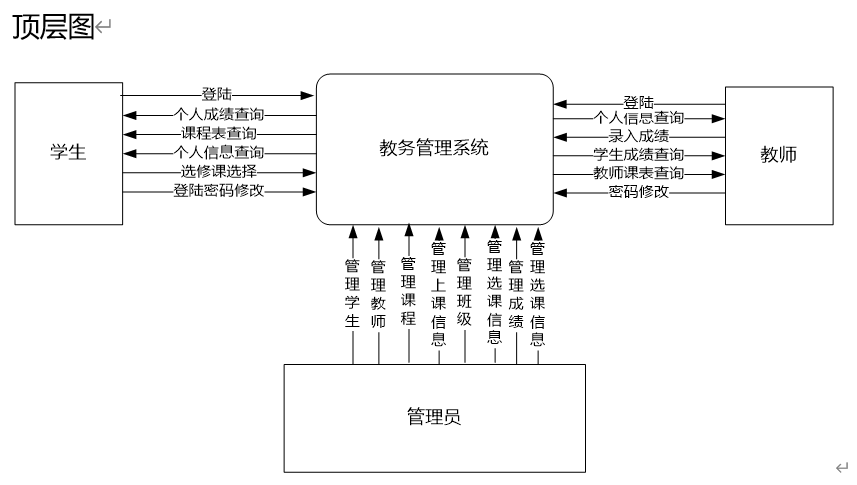 顶层图
学生
登陆
个人成绩查询
课程表查询
个人信息查询
选修课选择
登陆密码修改
教务管理系统
登陆
个人信息查询
录入成绩
学生成绩查询
教师课表查询
密码修改
教师
管理学生
管理教师
管理课程
管理上课信息
管理班级
管理选课信息
管理成绩
管理选课信息
管理员